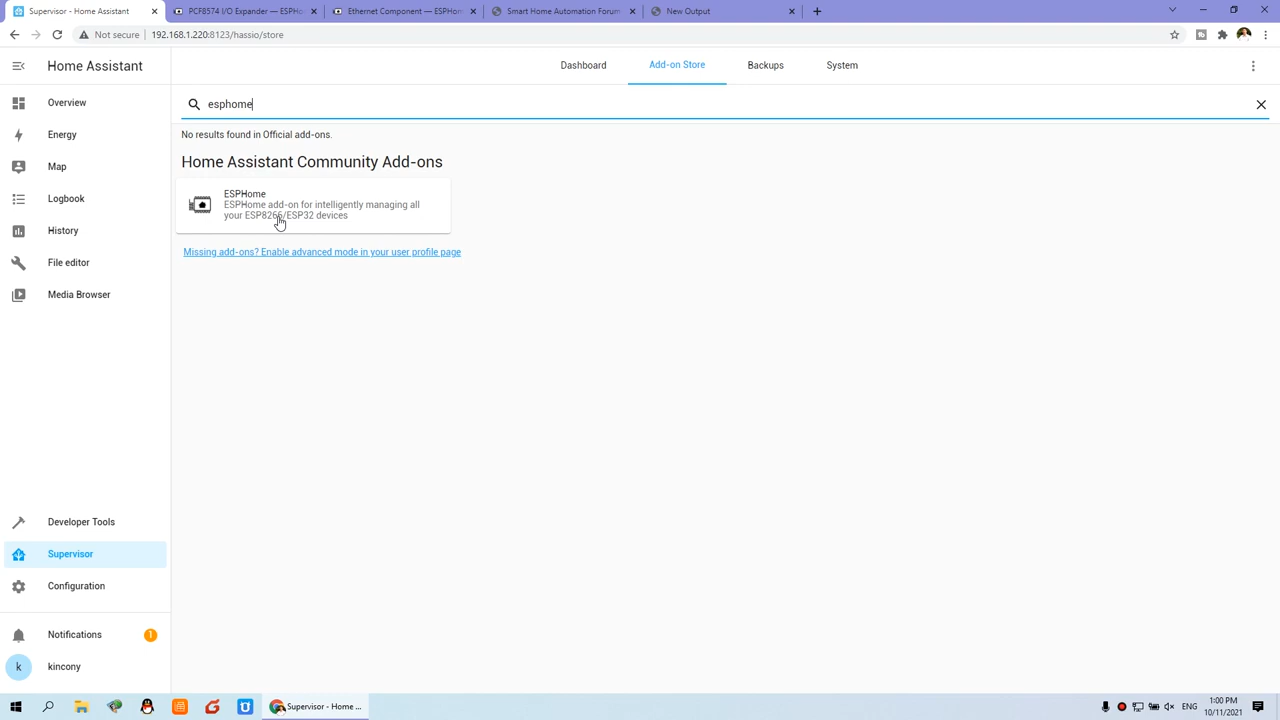 Supervisor - Home Assistant
PCF8574 I/O Expander — ESPHo
Ethernet Component — ESPHom
Smart Home Automation Forum
New Output
Not secure
192.168.1.220:8123/hassio/store
Home Assistant
Dashboard
Add-on Store
Backups
System
Overview
Energy
Map
Logbook
History
File editor
Media Browser
Developer Tools
Supervisor
Configuration
Notifications
1
k
kincony
esphome
No results found in Official add-ons.
Home Assistant Community Add-ons
ESPHome
ESPHome add-on for intelligently managing all
your ESP8266/ESP32 devices
Missing add-ons? Enable advanced mode in your user profile page
Supervisor - Home ...
ENG
1:00 PM
10/11/2021